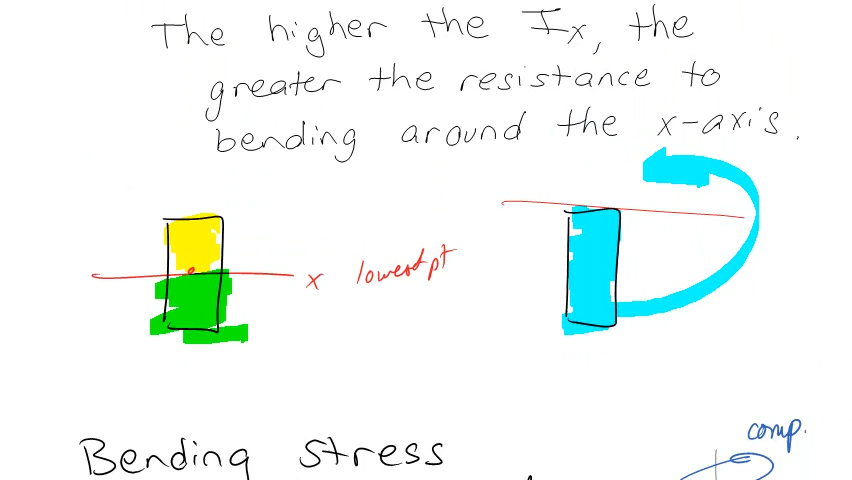 The higher the Ix, the
greater the resistance to
bending around the x-axis.
x lowest pt
comp.
Bending stress